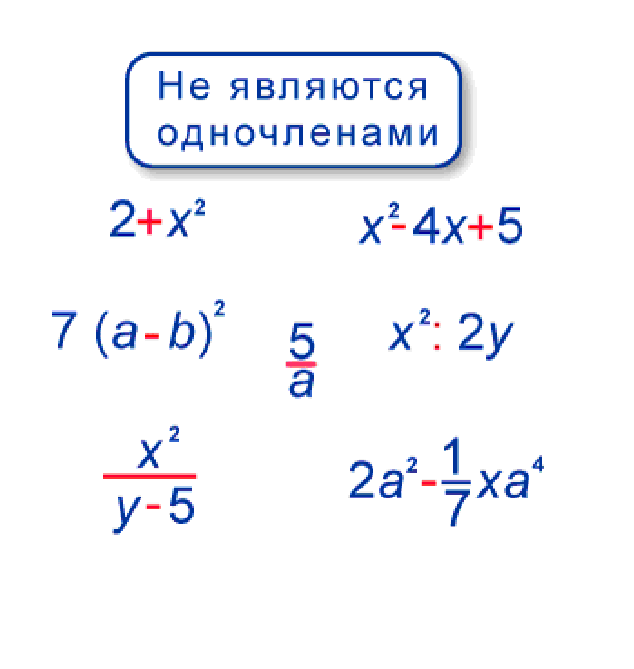 Не являются
одночленами
2+x²
x²-4x+5
7 (a-b)²
5/a
x²: 2y
x²/(y-5)
2a²-1/7xa⁴